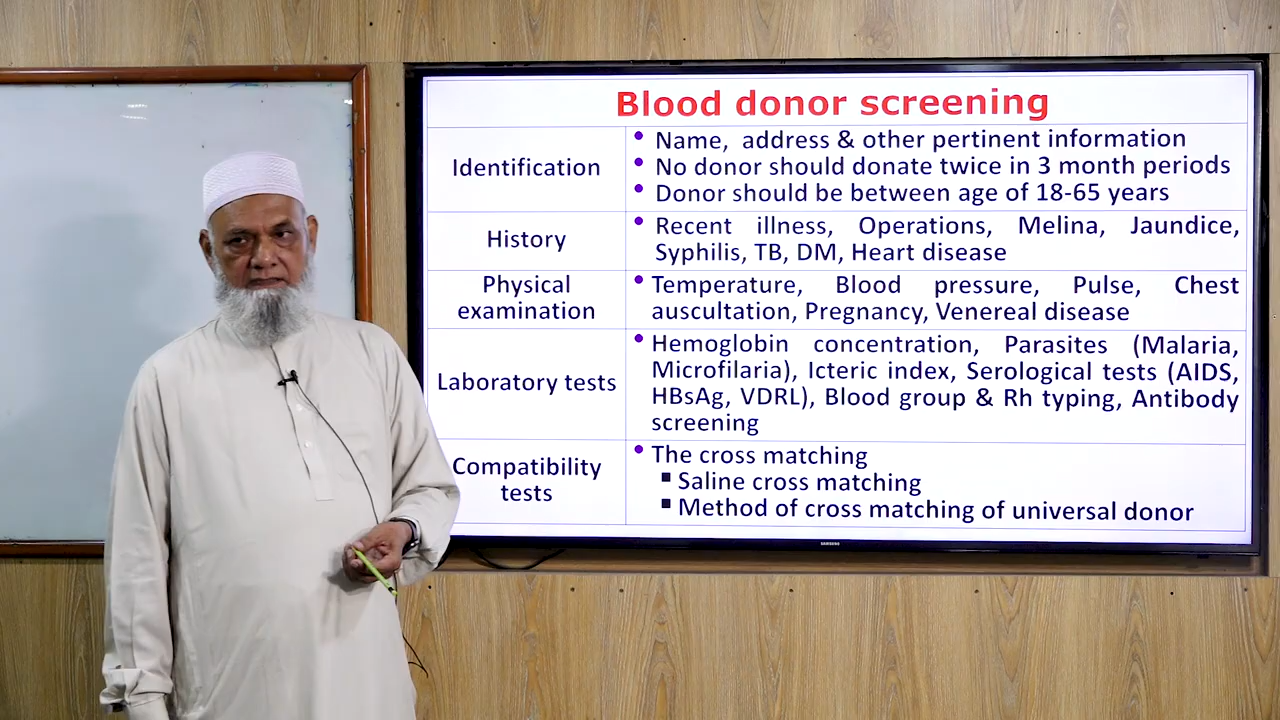 Blood donor screening
Identification
• Name, address & other pertinent information
• No donor should donate twice in 3 month periods
• Donor should be between age of 18-65 years
History
• Recent illness, Operations, Melina, Jaundice,
Syphilis, TB, DM, Heart disease
Physical
examination
• Temperature, Blood pressure, Pulse, Chest
auscultation, Pregnancy, Venereal disease
Laboratory tests
• Hemoglobin concentration, Parasites (Malaria,
Microfilaria), Icteric index, Serological tests (AIDS,
HBsAg, VDRL), Blood group & Rh typing, Antibody
screening
Compatibility
tests
• The cross matching
▪ Saline cross matching
▪ Method of cross matching of universal donor
SAMSUNG